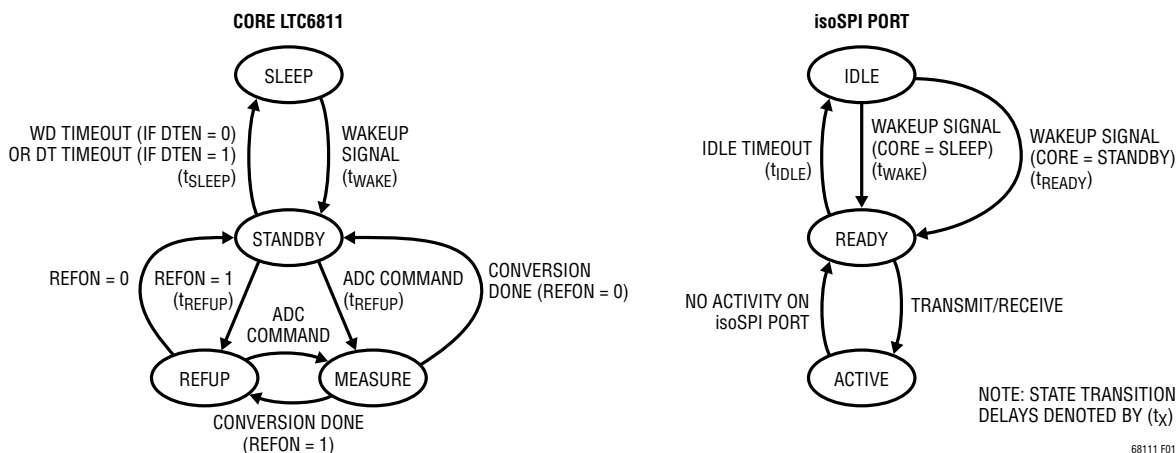 CORE LTC6811
SLEEP
WD TIMEOUT (IF DTEN = 0)
OR DT TIMEOUT (IF DTEN = 1)
(tSLEEP)
WAKEUP
SIGNAL
(tWAKE)
STANDBY
REFON = 0
REFON = 1
(tREFUP)
ADC COMMAND
(tREFUP)
CONVERSION
DONE (REFON = 0)
ADC
COMMAND
REFUP
MEASURE
CONVERSION DONE
(REFON = 1)
isoSPI PORT
IDLE
IDLE TIMEOUT
(tIDLE)
WAKEUP SIGNAL
(CORE = SLEEP)
(tWAKE)
WAKEUP SIGNAL
(CORE = STANDBY)
(tREADY)
READY
NO ACTIVITY ON
isoSPI PORT
TRANSMIT/RECEIVE
ACTIVE
NOTE: STATE TRANSITION
DELAYS DENOTED BY (tX)
68111 F01